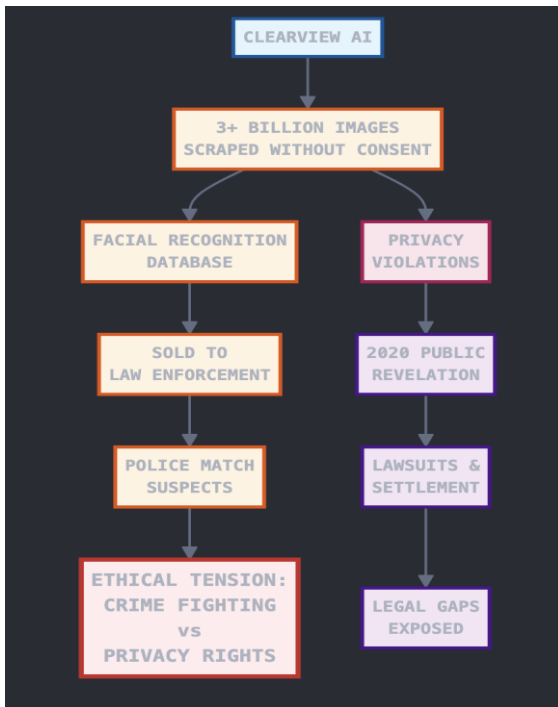 CLEARVIEW AI
3+ BILLION IMAGES
SCRAPED WITHOUT CONSENT
FACIAL RECOGNITION
DATABASE
PRIVACY
VIOLATIONS
SOLD TO
LAW ENFORCEMENT
2020 PUBLIC
REVELATION
POLICE MATCH
SUSPECTS
LAWSUITS &
SETTLEMENT
ETHICAL TENSION:
CRIME FIGHTING
vs
PRIVACY RIGHTS
LEGAL GAPS
EXPOSED